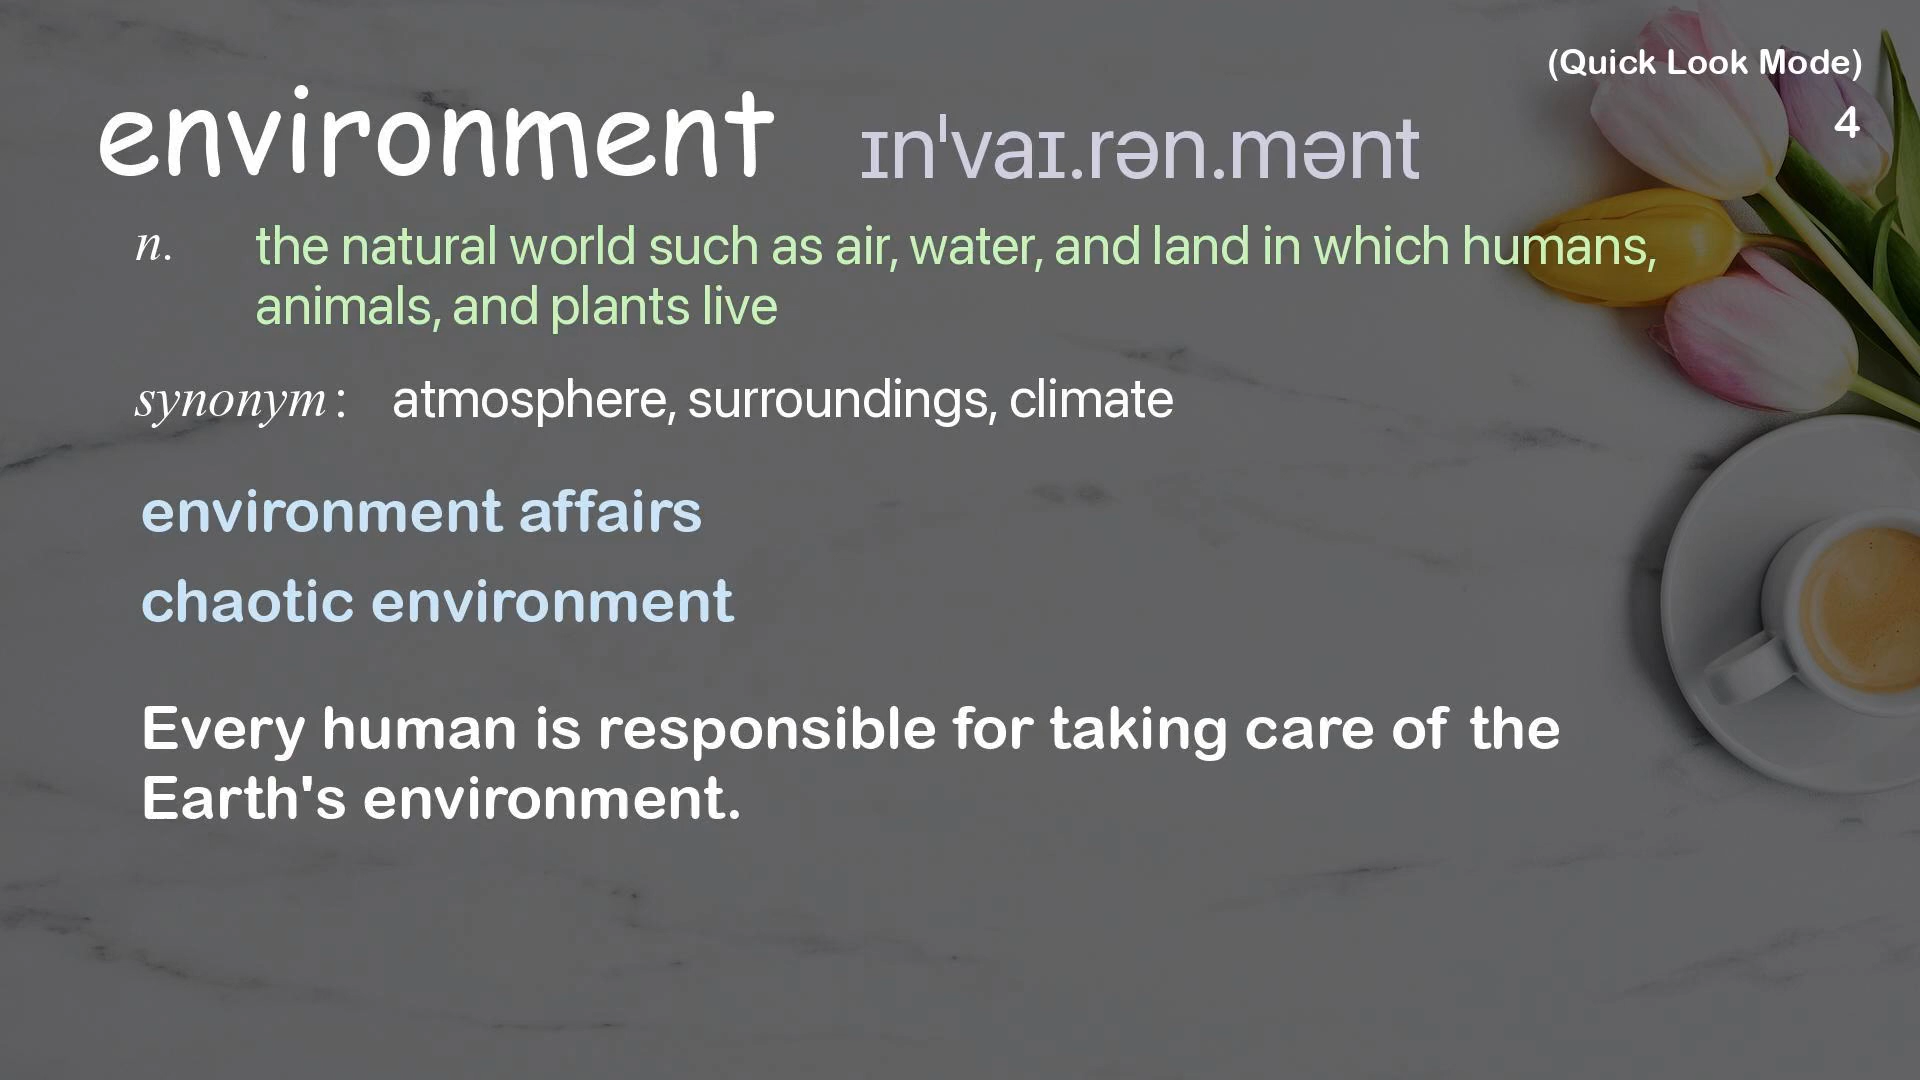 (Quick Look Mode)
4
environment ɪnˈvaɪ.rən.mənt
n. the natural world such as air, water, and land in which humans,
animals, and plants live
synonym : atmosphere, surroundings, climate
environment affairs
chaotic environment
Every human is responsible for taking care of the
Earth's environment.